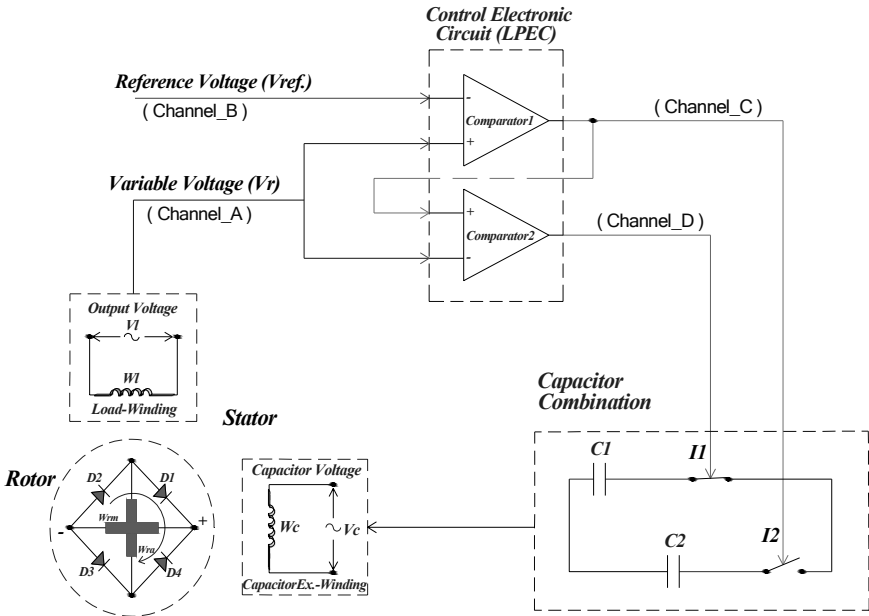 Control Electronic
Circuit (LPEC)
Reference Voltage (Vref.)
( Channel_B )
-
Comparator1
+
( Channel_C )
Variable Voltage (Vr)
( Channel_A )
+
Comparator2
-
( Channel_D )
Output Voltage
Vl
Wl
Load-Winding
Stator
Rotor
D2
D1
Wrm
-
+
Wra
D3
D4
Capacitor Voltage
Wc
Vc
CapacitorEx.-Winding
Capacitor
Combination
C1
I1
C2
I2